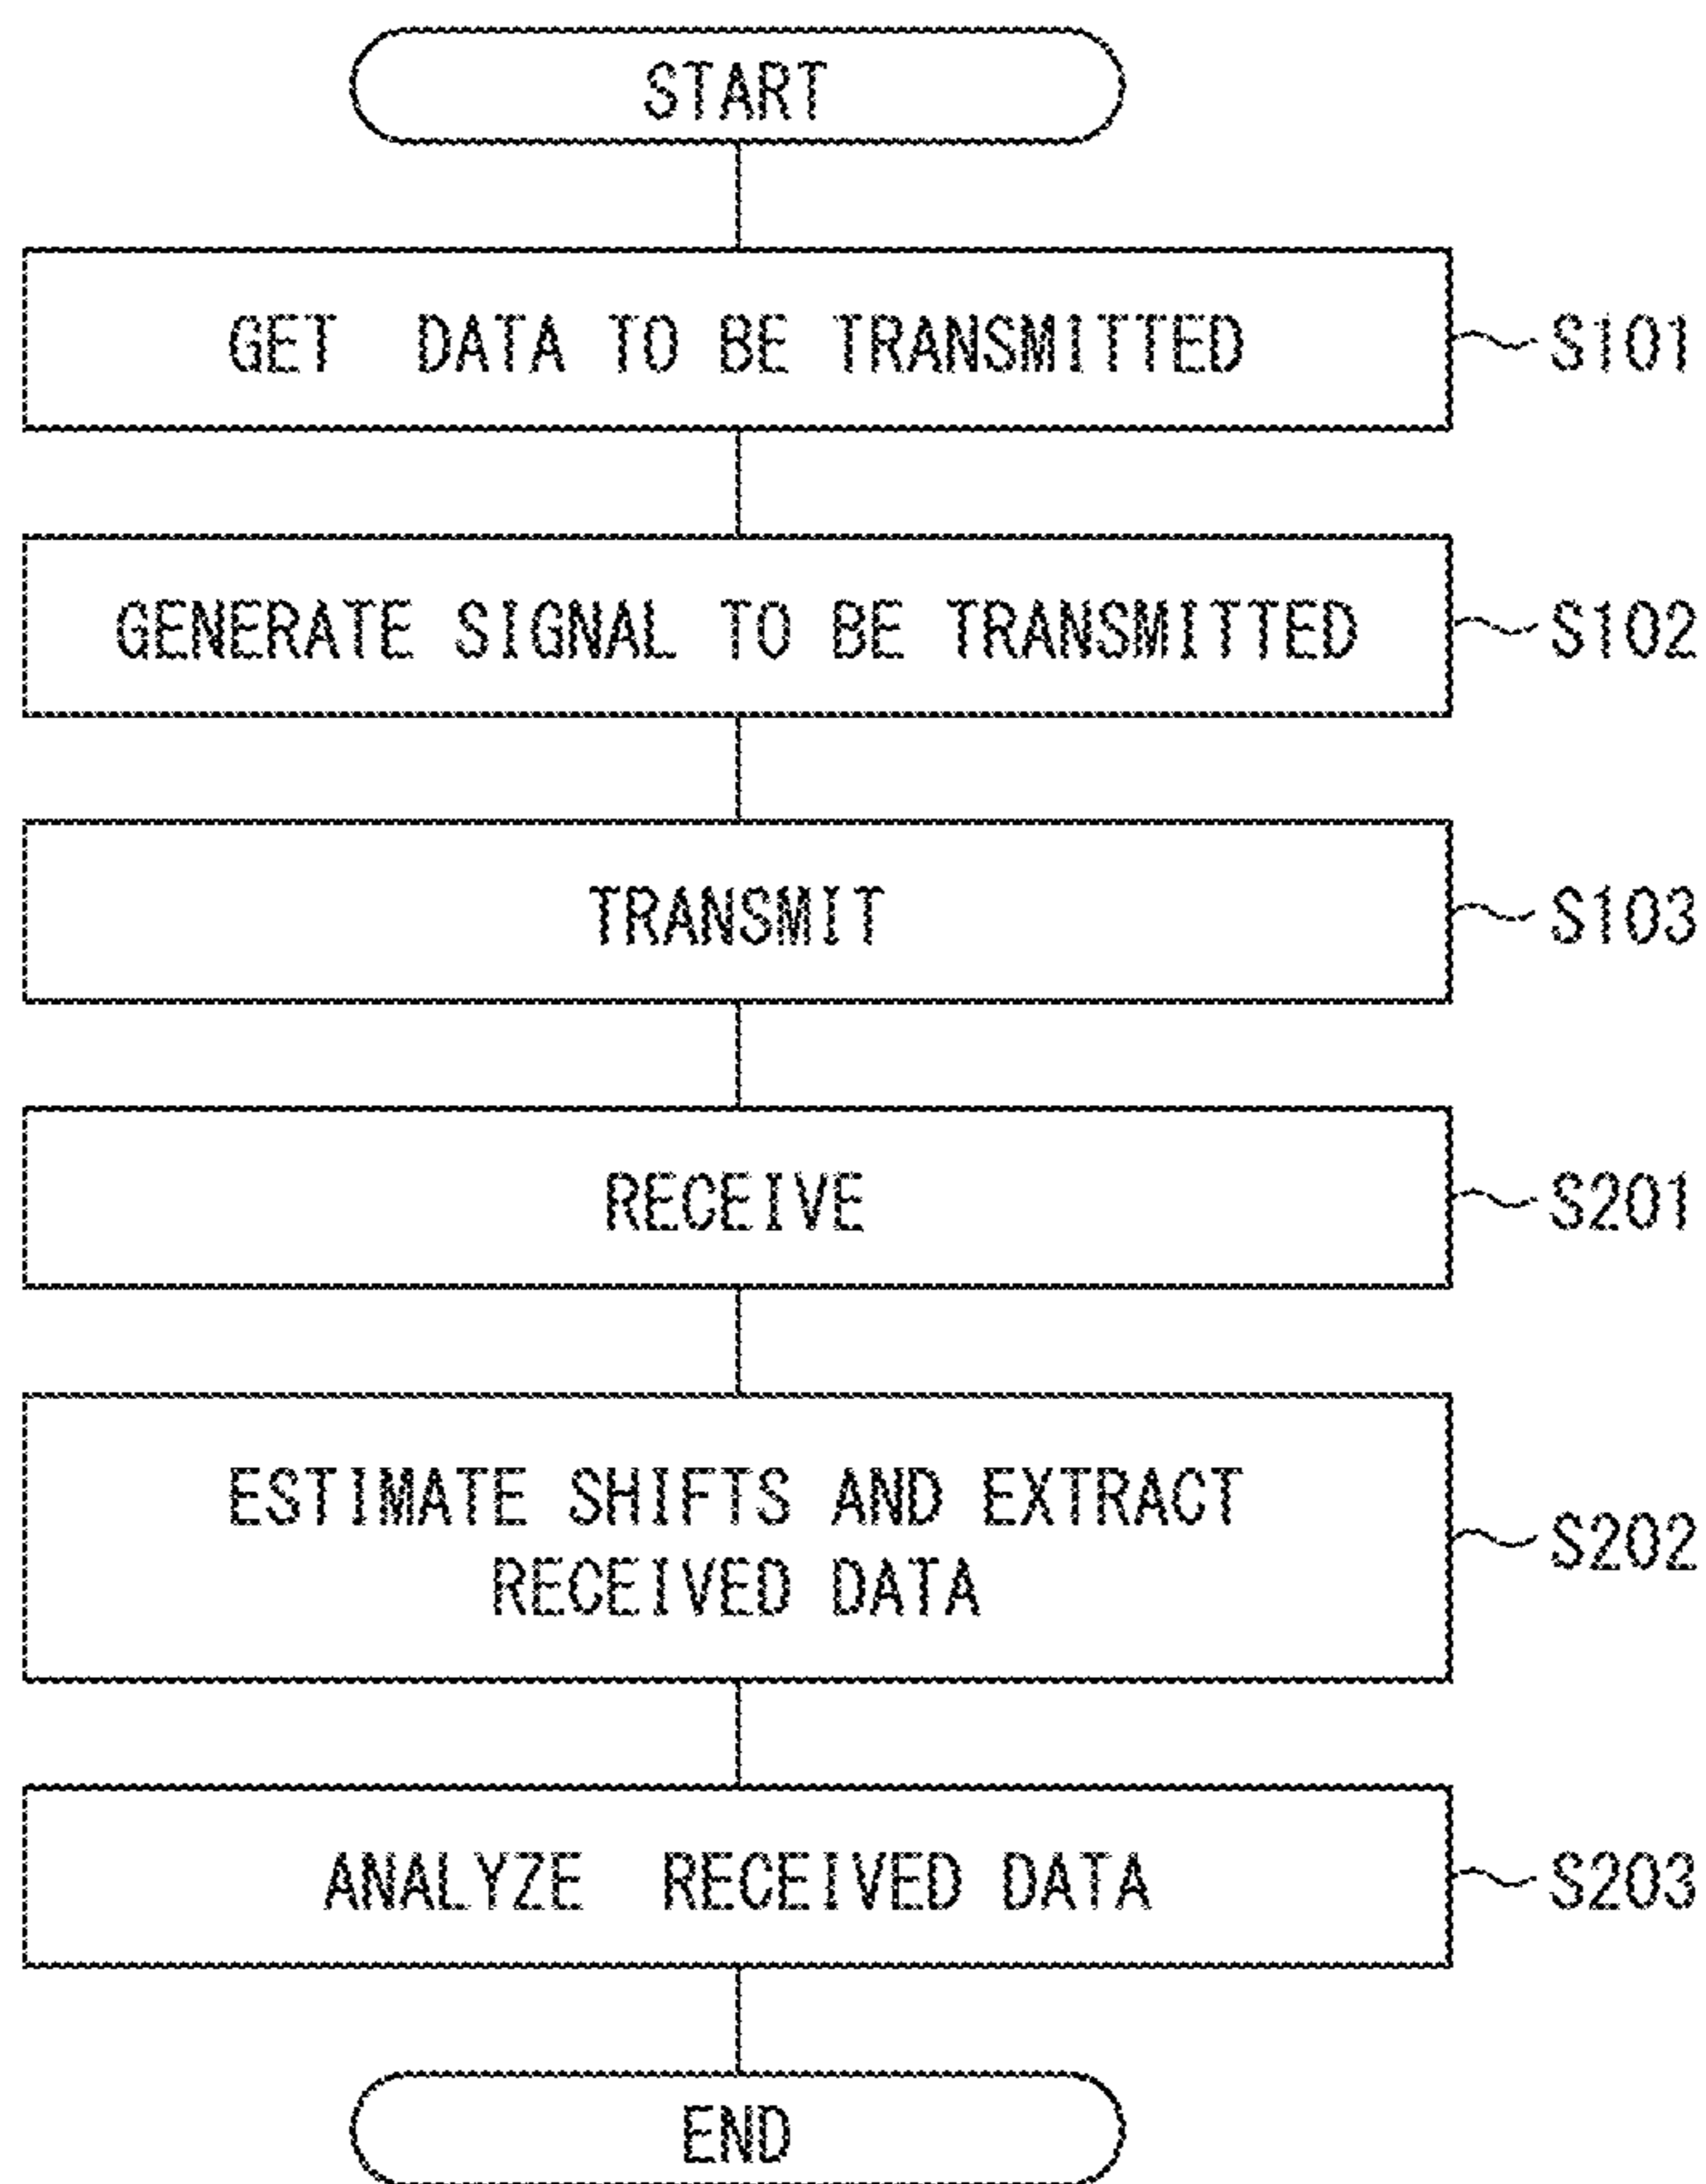 START
GET DATA TO BE TRANSMITTED
S101
GENERATE SIGNAL TO BE TRANSMITTED
S102
TRANSMIT
S103
RECEIVE
S201
ESTIMATE SHIFTS AND EXTRACT
RECEIVED DATA
S202
ANALYZE RECEIVED DATA
S203
END